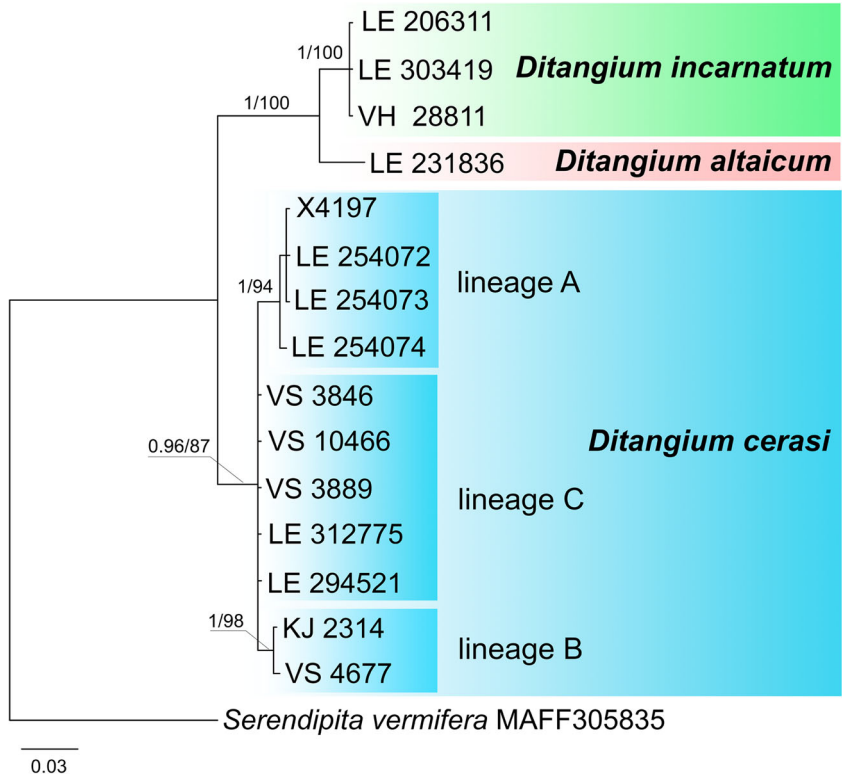 LE 206311
1/100
LE 303419
Ditangium incarnatum
1/100
VH 28811
LE 231836
Ditangium altaicum
X4197
LE 254072
1/94
lineage A
LE 254073
LE 254074
VS 3846
0.96/87
VS 10466
Ditangium cerasi
VS 3889
lineage C
LE 312775
LE 294521
1/98
KJ 2314
lineage B
VS 4677
Serendipita vermifera MAFF305835
0.03